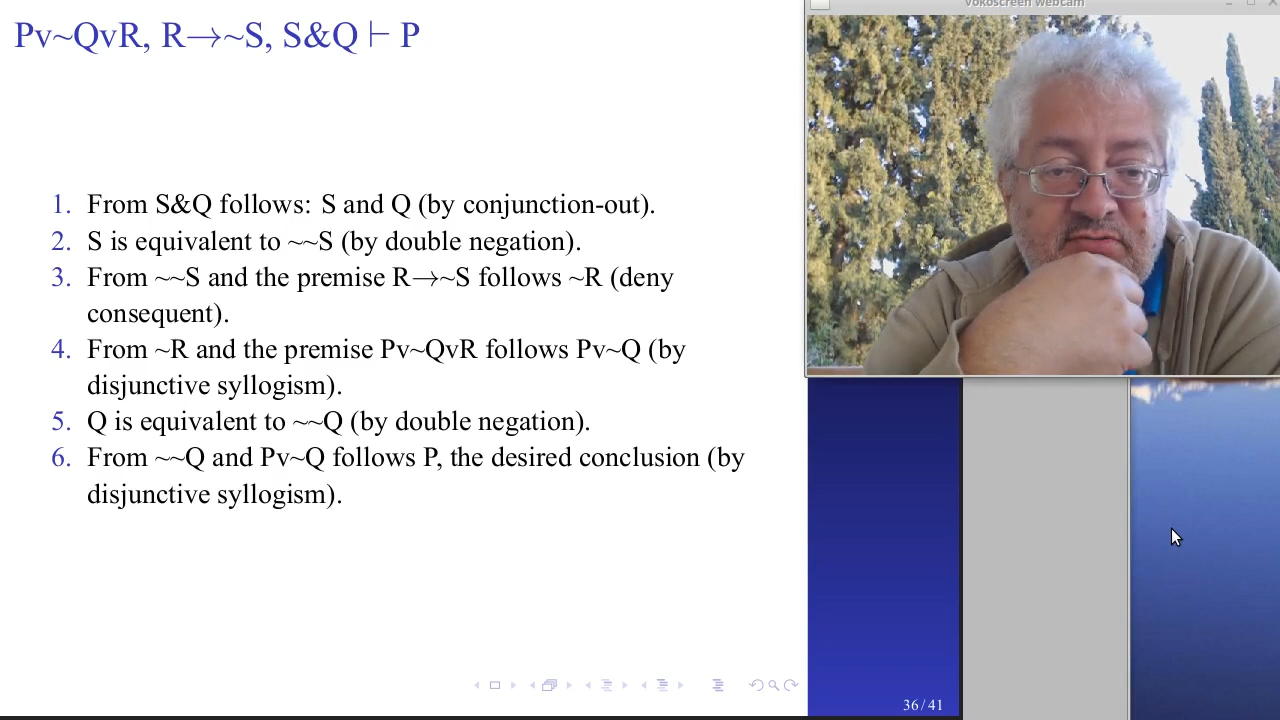 Pv~QvR, R→~S, S&Q ⊢ P
Vokoscreen webcam
1. From S&Q follows: S and Q (by conjunction-out).
2. S is equivalent to ~~S (by double negation).
3. From ~~S and the premise R→~S follows ~R (deny
consequent).
4. From ~R and the premise Pv~QvR follows Pv~Q (by
disjunctive syllogism).
5. Q is equivalent to ~~Q (by double negation).
6. From ~~Q and Pv~Q follows P, the desired conclusion (by
disjunctive syllogism).
36/41